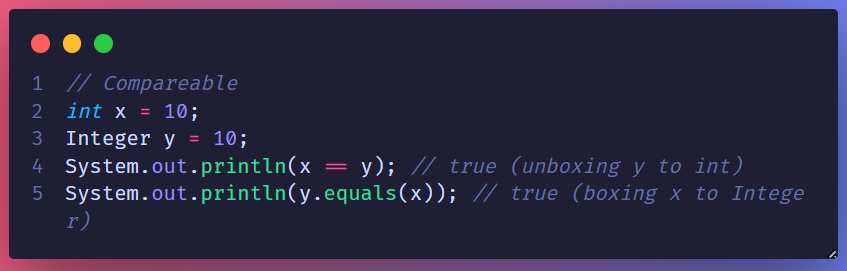 1 // Compareable
2 int x = 10;
3 Integer y = 10;
4 System.out.println(x == y); // true (unboxing y to int)
5 System.out.println(y.equals(x)); // true (boxing x to Intege
r)